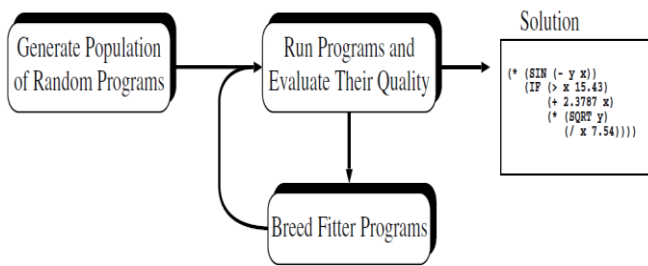 Generate Population
of Random Programs
Run Programs and
Evaluate Their Quality
Breed Fitter Programs
Solution
(* (SIN (- y x))
(IF (> x 15.43)
(+ 2.3787 x)
(* (SQRT y)
(/ x 7.54))))